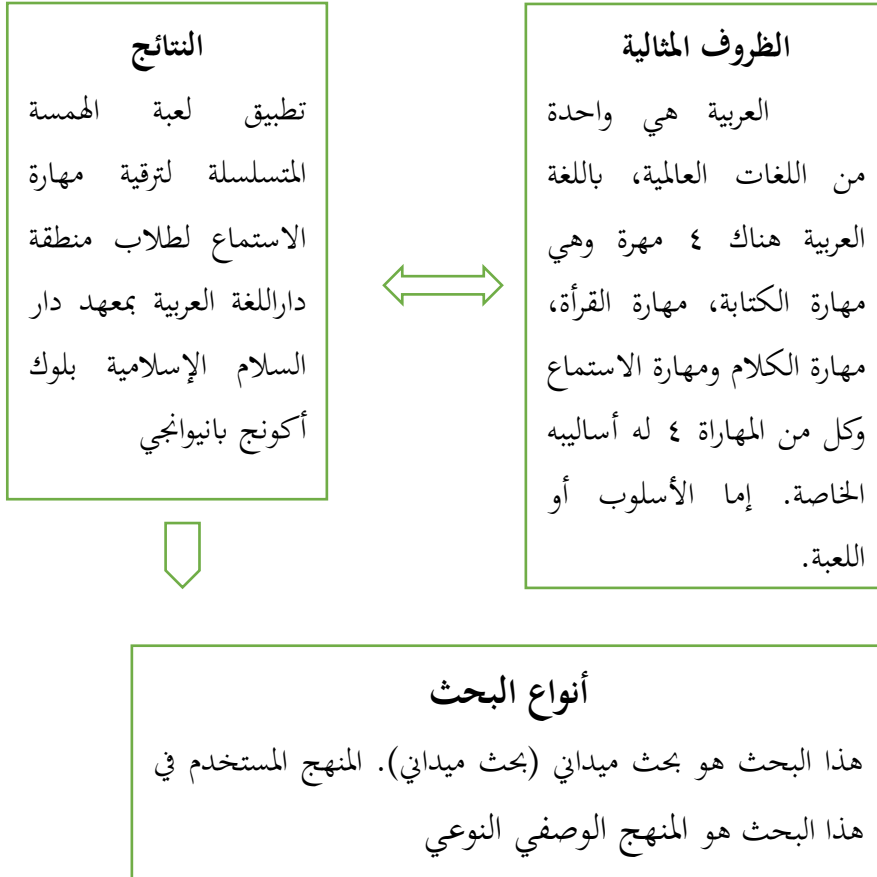 الظروف المثالية
العربية هي واحدة
من اللغات العالمية، باللغة
العربية هناك ٤ مهرة وهي
مهارة الكتابة، مهارة القرأة،
مهارة الكلام ومهارة الاستماع
وكل من المهاراة ٤ له أساليبه
الخاصة. إما الأسلوب أو
اللعبة.
النتائج
تطبيق لعبة الهمسة
المتسلسلة لترقية مهارة
الاستماع لطلاب منطقة
داراللغة العربية بمعهد دار
السلام الإسلامية بلوك
أكونج بانيوانجي
أنواع البحث
هذا البحث هو بحث ميداني (بحث ميداني). المنهج المستخدم في
هذا البحث هو المنهج الوصفي النوعي